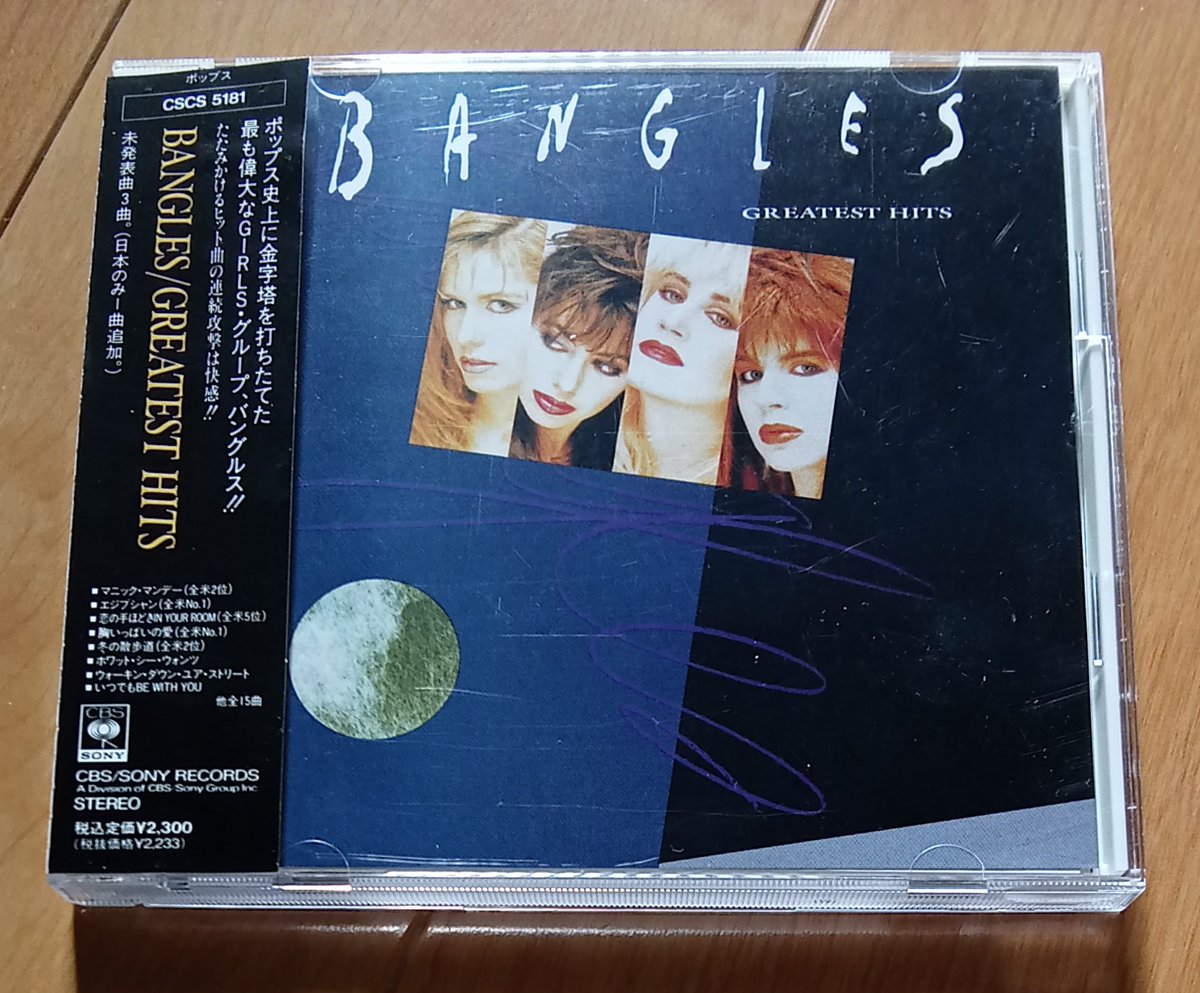 ポップス
CSCS 5181
ポップス史上に金字塔を打ちたてた
最も偉大なGIRLS・グループ、バングルス!!
たたみかけるヒット曲の連続攻撃は快感!!
BANGLES/GREATEST HITS
未発表曲3曲。(日本のみ一曲追加。)
■マニック・マンデー(全米2位)
■エジプシャン(全米No.1)
■恋の手ほどきIN YOUR ROOM(全米5位)
■胸いっぱいの愛(全米No.1)
■冬の散歩道(全米2位)
■ホワット・シー・ウォンツ
■ウォーキン・ダウン・ユア・ストリート
■いつでもBE WITH YOU
他全15曲
CBS
SONY
CBS/SONY RECORDS
A Division of CBS Sony Group Inc
STEREO
税込定価¥2,300
(税抜価格¥2,233)
BANGLES
GREATEST HITS